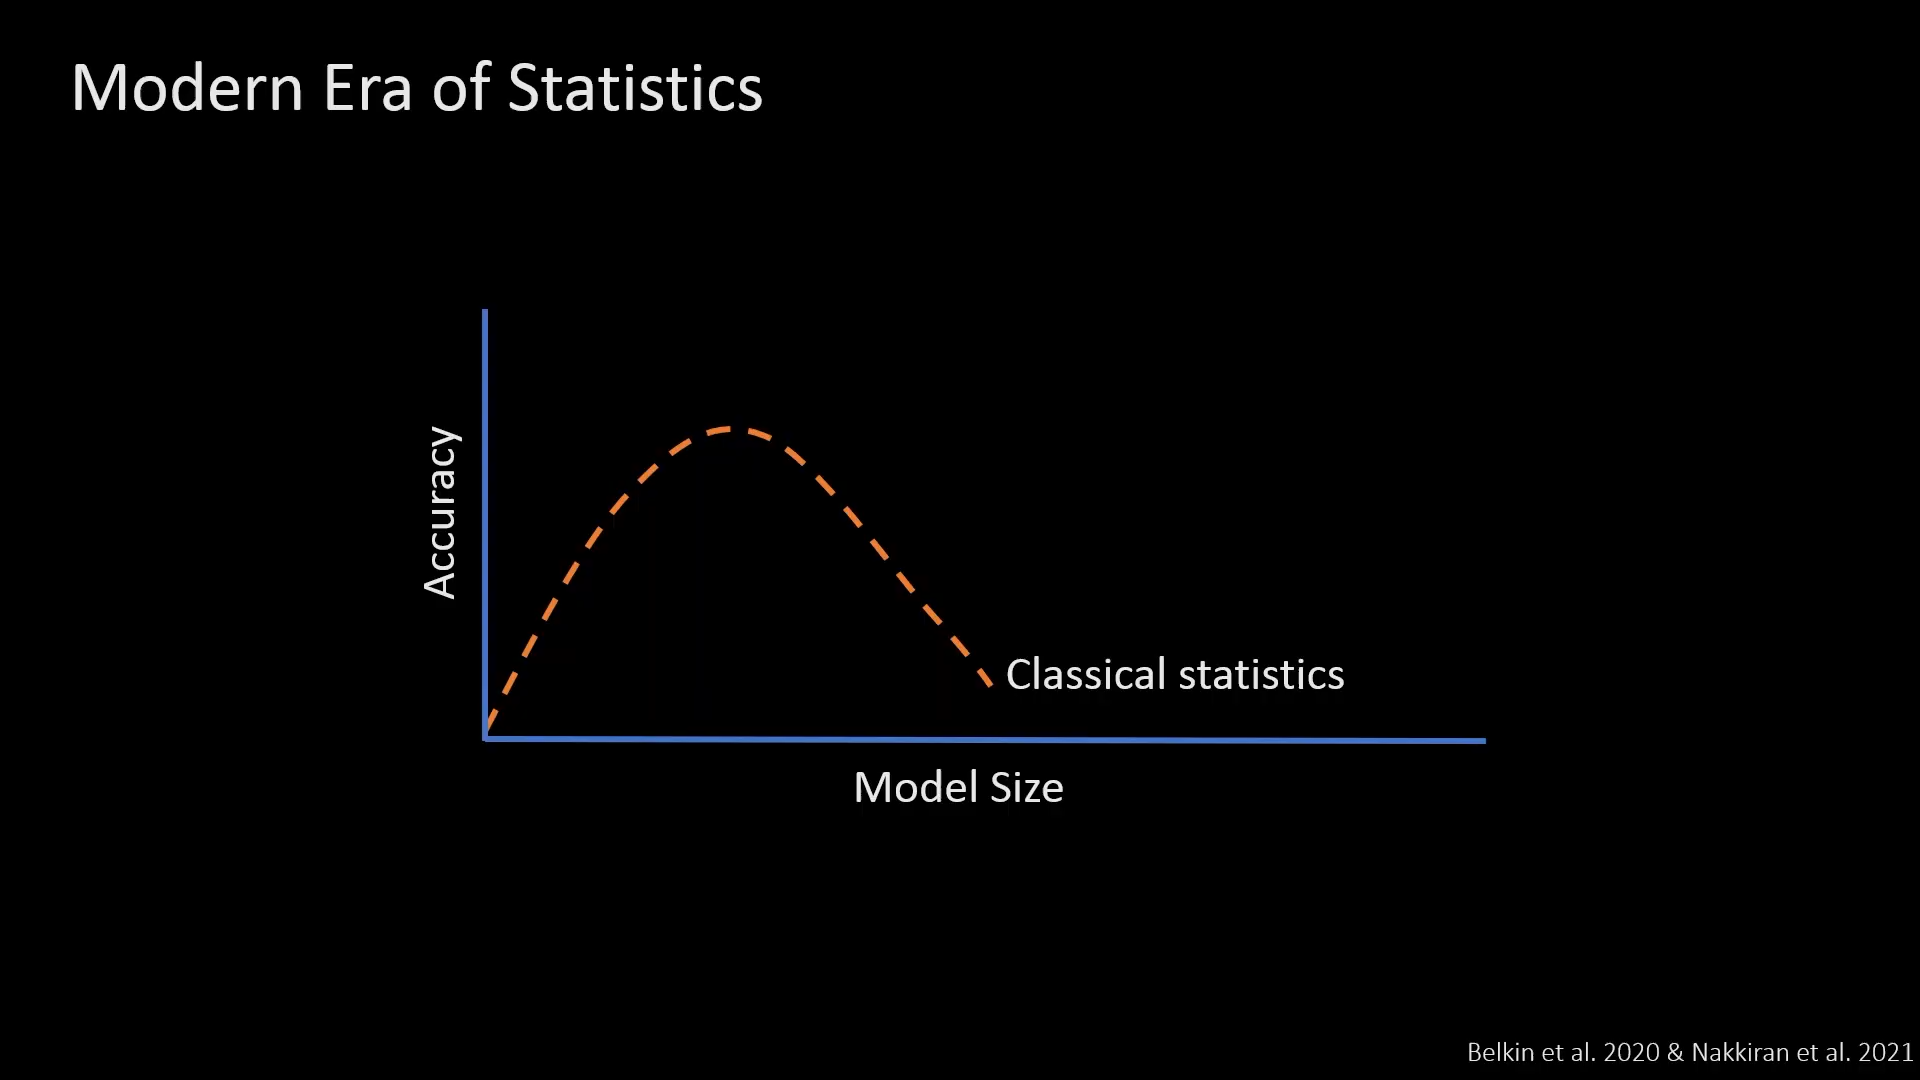 Modern Era of Statistics
Accuracy
Classical statistics
Model Size
Belkin et al. 2020 & Nakkiran et al. 2021